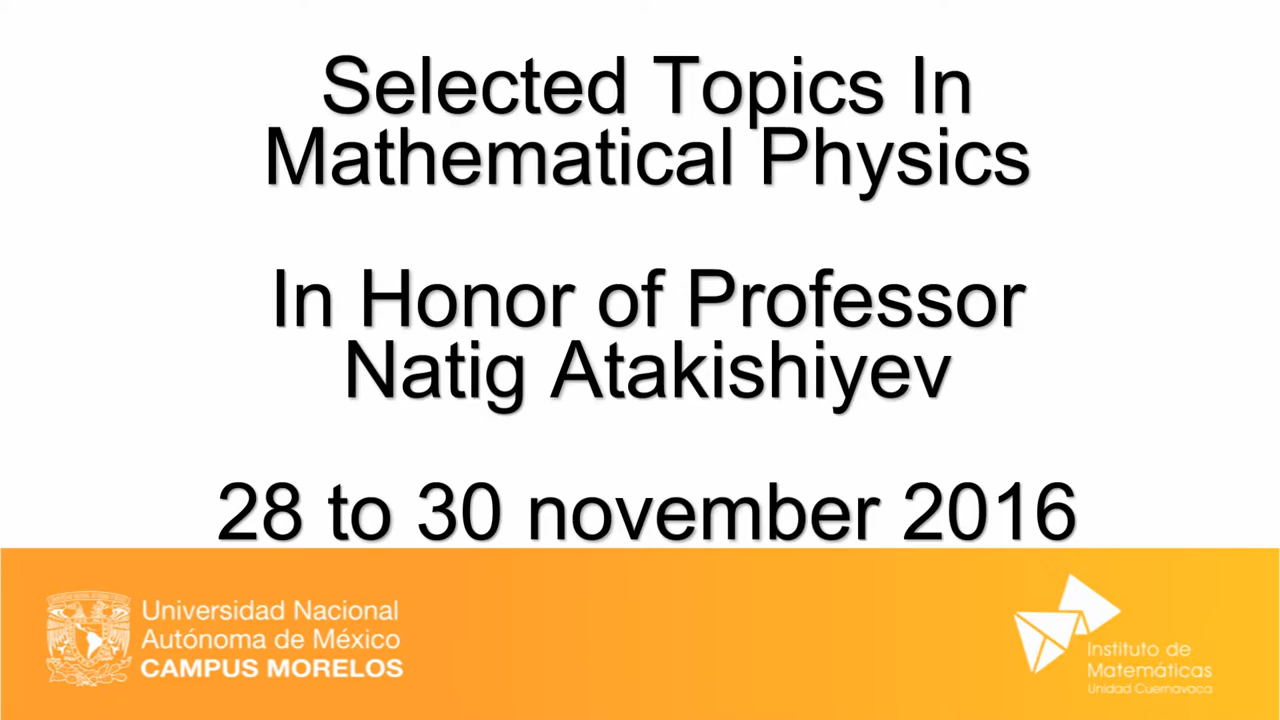 Selected Topics In
Mathematical Physics
In Honor of Professor
Natig Atakishiyev
28 to 30 november 2016
Universidad Nacional
Autónoma de México
CAMPUS MORELOS
Instituto de
Matemáticas
Unidad Cuernavaca